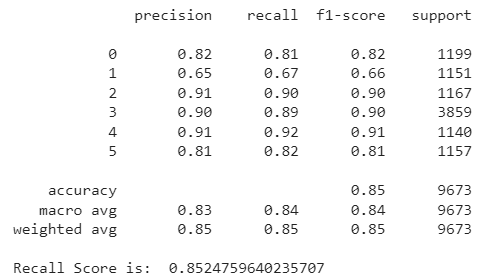 precision recall f1-score support
0 0.82 0.81 0.82 1199
1 0.65 0.67 0.66 1151
2 0.91 0.90 0.90 1167
3 0.90 0.89 0.90 3859
4 0.91 0.92 0.91 1140
5 0.81 0.82 0.81 1157
accuracy 0.85 9673
macro avg 0.83 0.84 0.84 9673
weighted avg 0.85 0.85 0.85 9673
Recall Score is: 0.8524759640235707